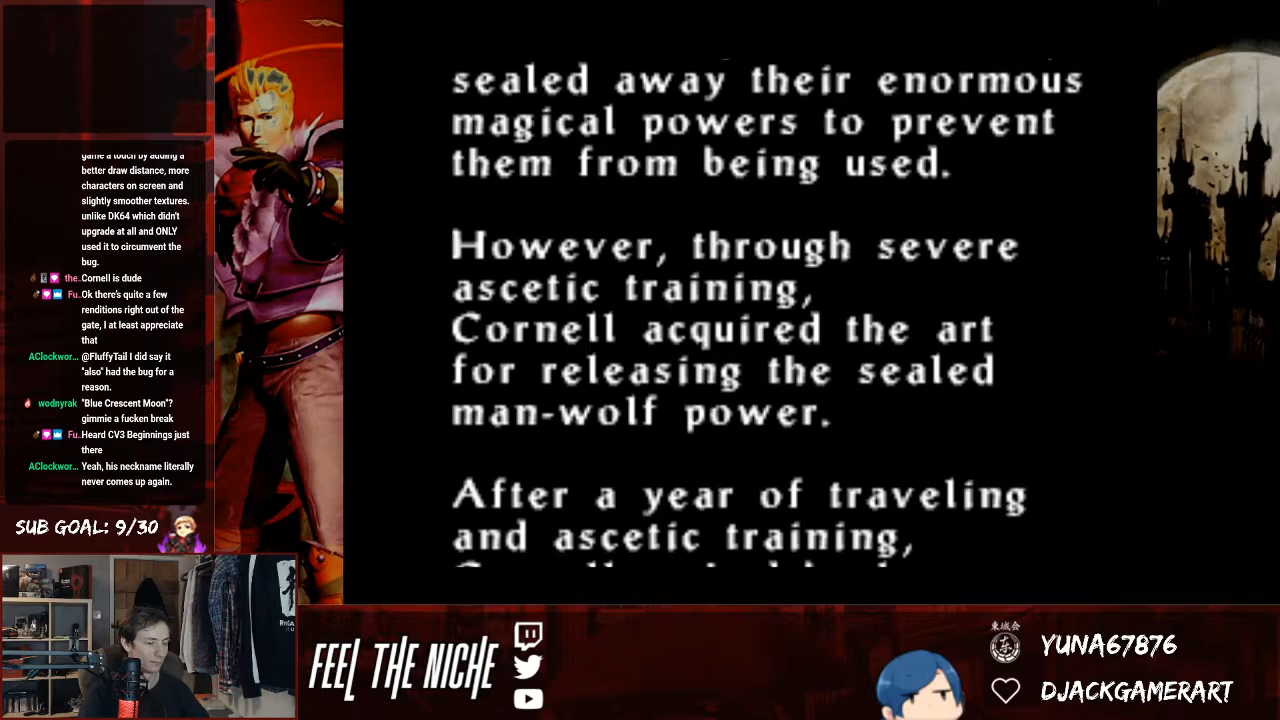 game a touch by adding a
better draw distance, more
characters on screen and
slightly smoother textures.
unlike DK64 which didn't
upgrade at all and ONLY
used it to circumvent the
bug.
the.. Cornell is dude
Fu.. Ok there's quite a few
renditions right out of the
gate, I at least appreciate
that
AClockwor... @FluffyTail I did say it
"also" had the bug for a
reason.
wodnyrak "Blue Crescent Moon"?
gimmie a fucken break
Fu.. Heard CV3 Beginnings just
there
AClockwor... Yeah, his neckname literally
never comes up again.
SUB GOAL: 9/30
sealed away their enormous
magical powers to prevent
them from being used.
However, through severe
ascetic training,
Cornell acquired the art
for releasing the sealed
man-wolf power.
After a year of traveling
and ascetic training,
FEEL THE NICHE
東城会
YUNA67876
DJACKGAMERART